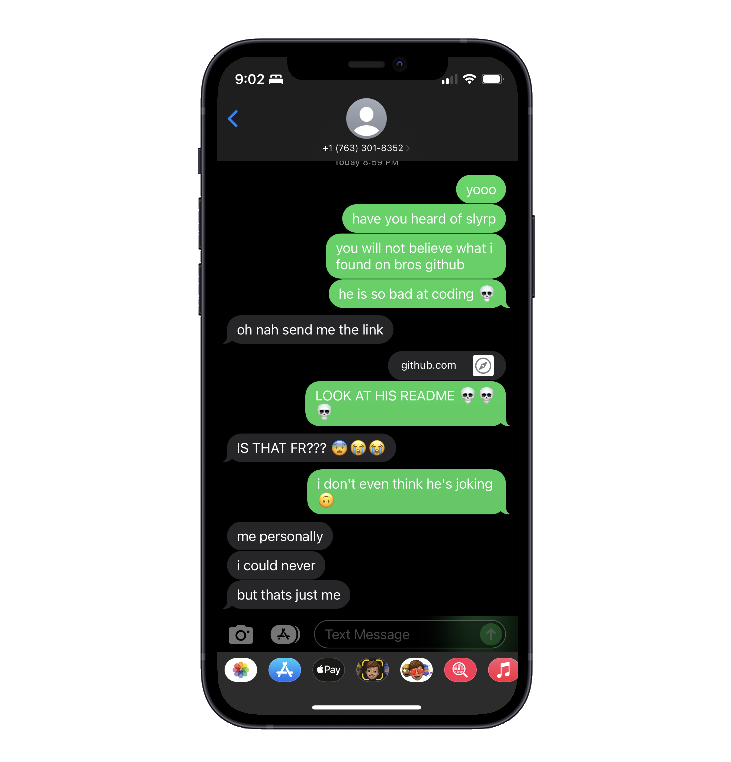 9:02
+1 (763) 301-8352
Today 8:59 PM
yooo
have you heard of slyrp
you will not believe what i
found on bros github
he is so bad at coding 💀
oh nah send me the link
github.com
LOOK AT HIS README 💀💀
💀
IS THAT FR??? 😨😭😭
i don't even think he's joking
🙃
me personally
i could never
but thats just me
Text Message
Pay